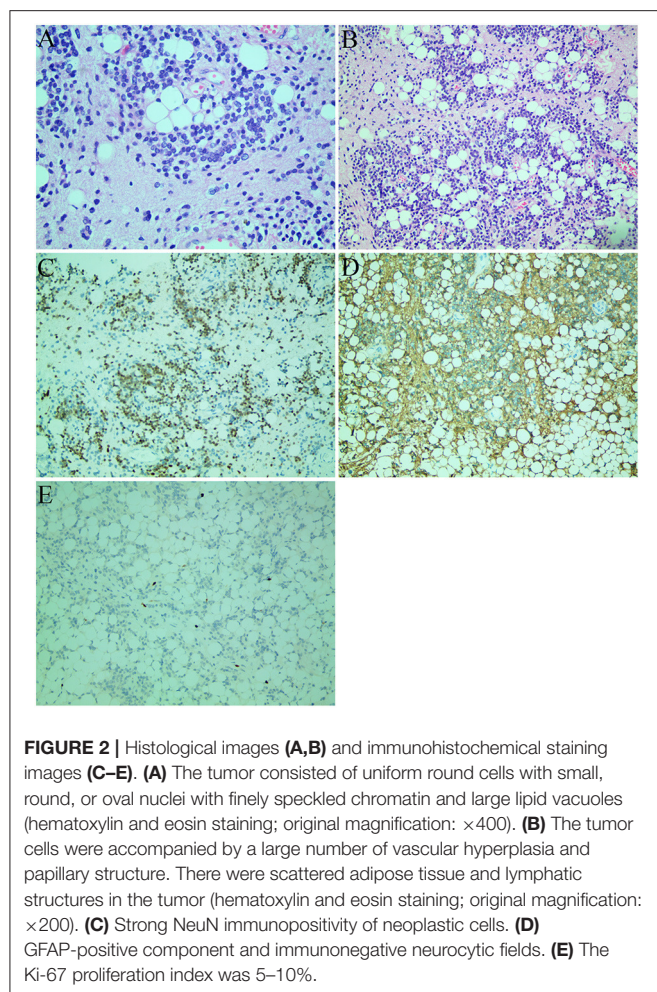 A
B
C
D
E
FIGURE 2 | Histological images (A,B) and immunohistochemical staining
images (C–E). (A) The tumor consisted of uniform round cells with small,
round, or oval nuclei with finely speckled chromatin and large lipid vacuoles
(hematoxylin and eosin staining; original magnification: ×400). (B) The tumor
cells were accompanied by a large number of vascular hyperplasia and
papillary structure. There were scattered adipose tissue and lymphatic
structures in the tumor (hematoxylin and eosin staining; original magnification:
×200). (C) Strong NeuN immunopositivity of neoplastic cells. (D)
GFAP-positive component and immunonegative neurocytic fields. (E) The
Ki-67 proliferation index was 5–10%.